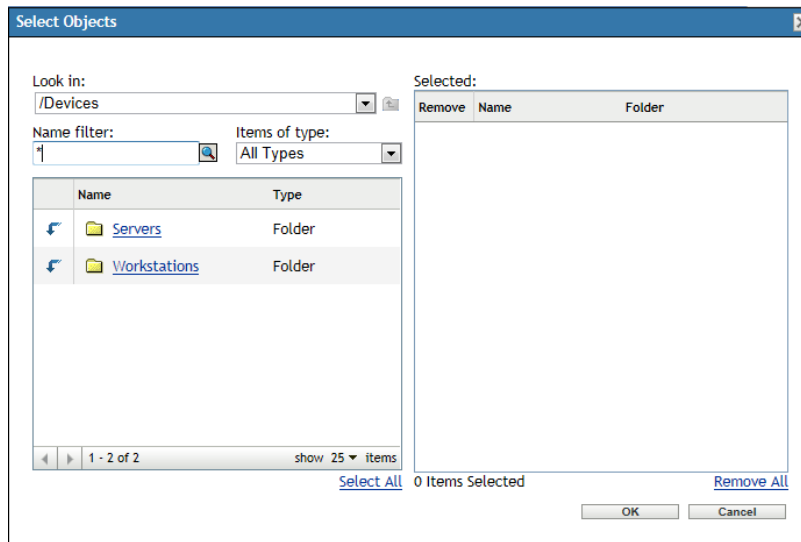 Select Objects
Look in:
/Devices
Name filter:
Items of type:
*
All Types
Name Type
Servers Folder
Workstations Folder
1 - 2 of 2 show 25 items
Select All
Selected:
Remove Name Folder
0 Items Selected
Remove All
OK Cancel